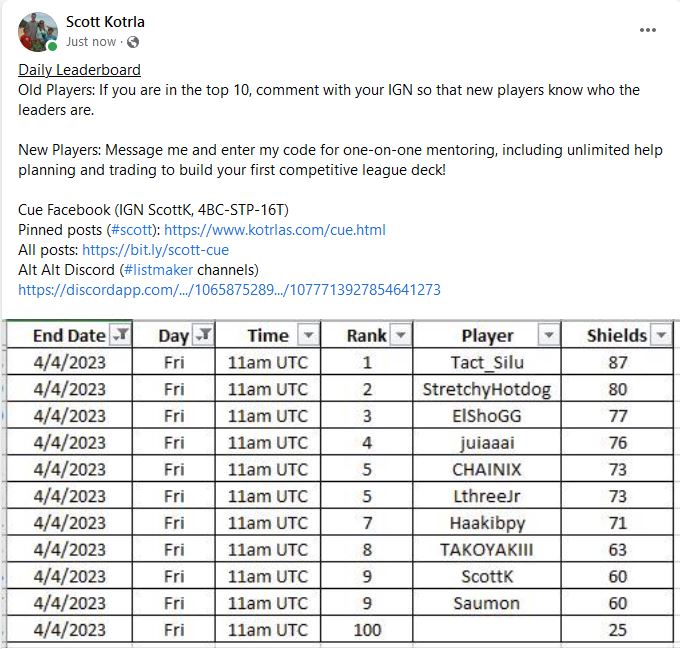 Scott Kotrla
Just now ·
Daily Leaderboard
Old Players: If you are in the top 10, comment with your IGN so that new players know who the
leaders are.
New Players: Message me and enter my code for one-on-one mentoring, including unlimited help
planning and trading to build your first competitive league deck!
Cue Facebook (IGN ScottK, 4BC-STP-16T)
Pinned posts (#scott): https://www.kotrlas.com/cue.html
All posts: https://bit.ly/scott-cue
Alt Alt Discord (#listmaker channels)
https://discordapp.com/.../1065875289.../1077713927854641273
End Date Day Time Rank Player Shields
4/4/2023 Fri 11am UTC 1 Tact_Silu 87
4/4/2023 Fri 11am UTC 2 StretchyHotdog 80
4/4/2023 Fri 11am UTC 3 ElShoGG 77
4/4/2023 Fri 11am UTC 4 juiaaai 76
4/4/2023 Fri 11am UTC 5 CHAINIX 73
4/4/2023 Fri 11am UTC 5 LthreeJr 73
4/4/2023 Fri 11am UTC 7 Haakibpy 71
4/4/2023 Fri 11am UTC 8 TAKOYAKIII 63
4/4/2023 Fri 11am UTC 9 ScottK 60
4/4/2023 Fri 11am UTC 9 Saumon 60
4/4/2023 Fri 11am UTC 100 25